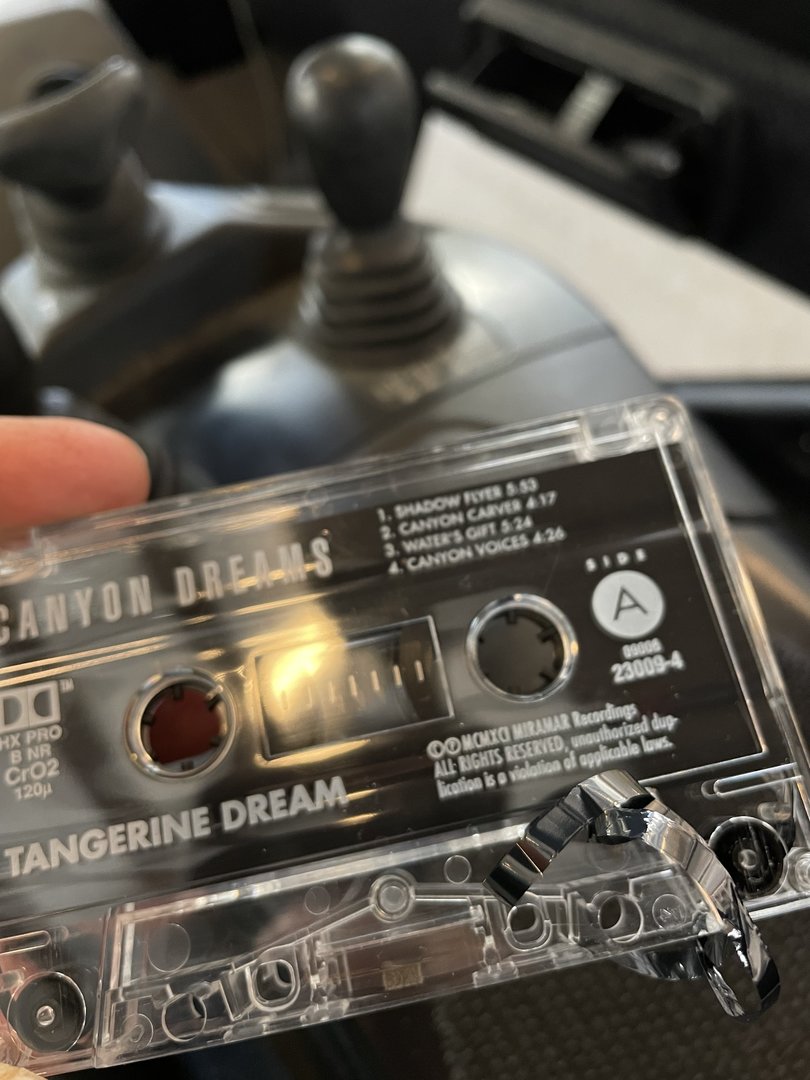 CANYON DREAMS
1. SHADOW FLYER 5:53
2. CANYON CARVER 4:17
3. WATER'S GIFT 5:24
4. CANYON VOICES 4:26
SIDE
A
09006
23009-4
HX PRO
B NR
CrO2
120µ
TANGERINE DREAM
©℗ MCMXCI MIRAMAR Recordings
ALL RIGHTS RESERVED, unauthorized dup-
lication is a violation of applicable laws.